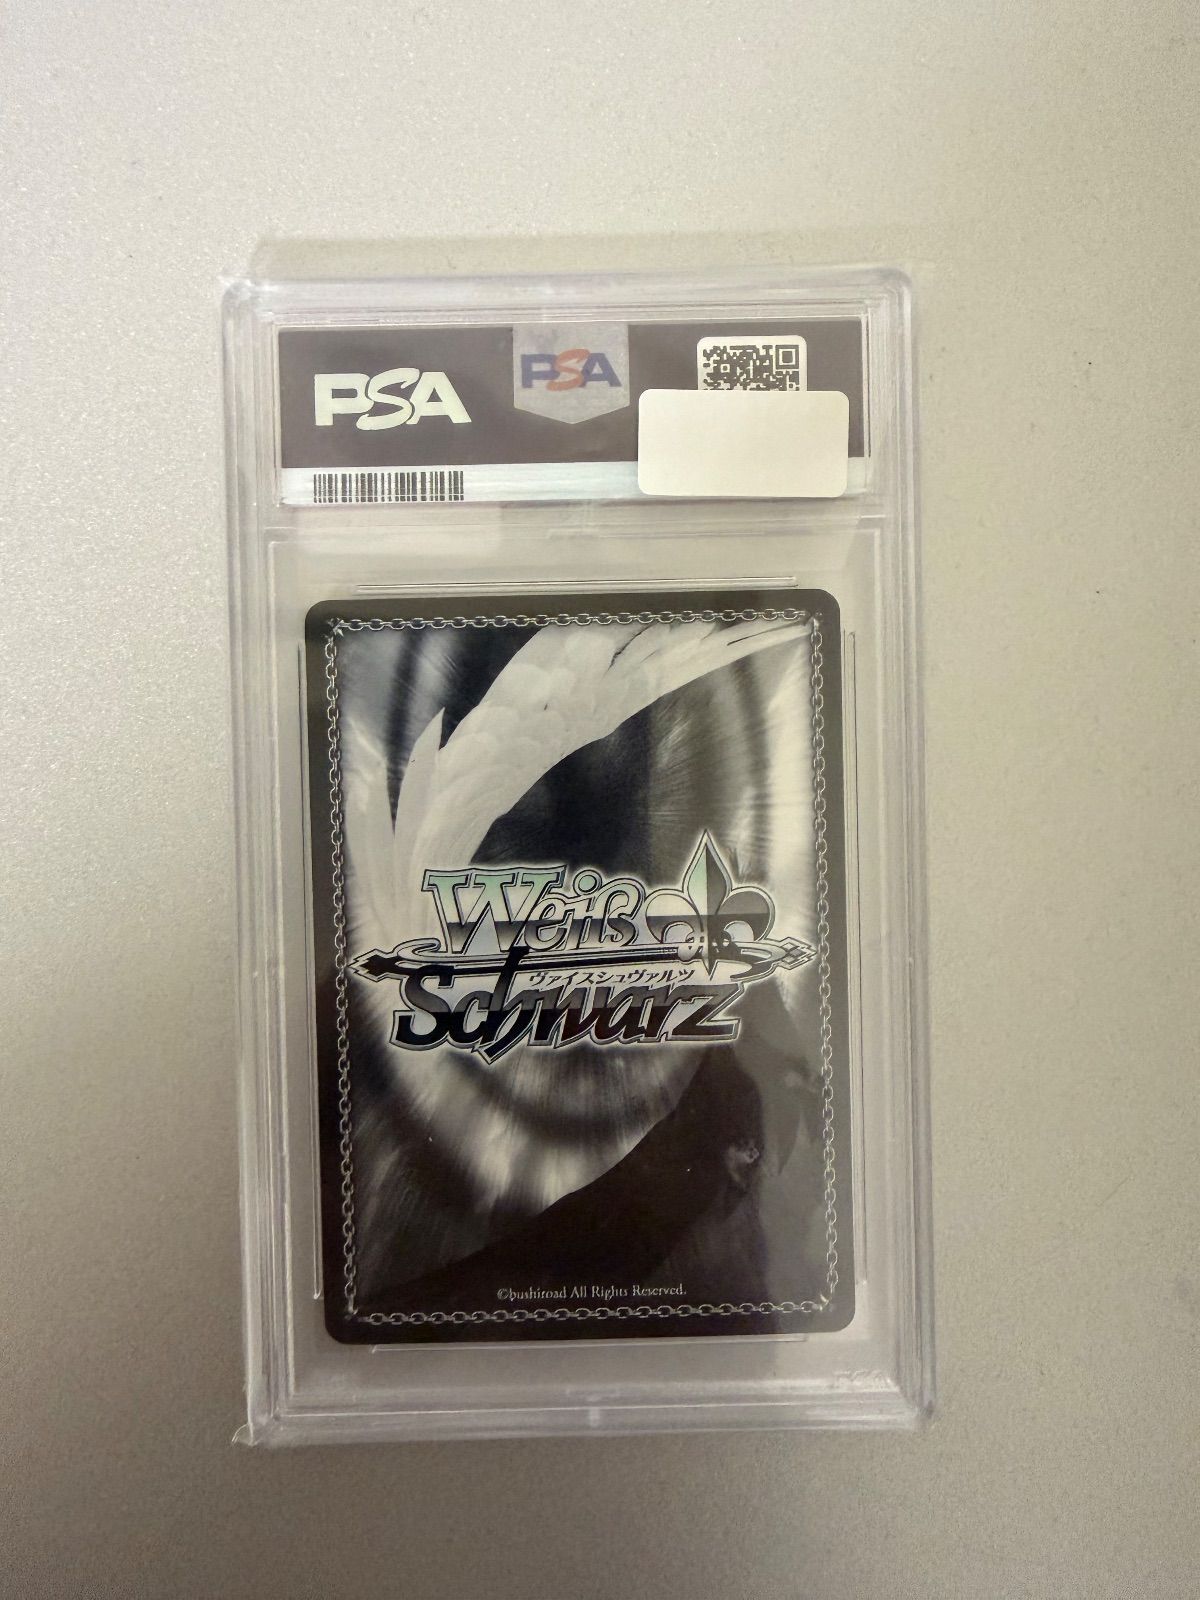 PSA
PSA
Weiß
ヴァイスシュヴァルツ
Schwarz
©bushiroad All Rights Reserved.